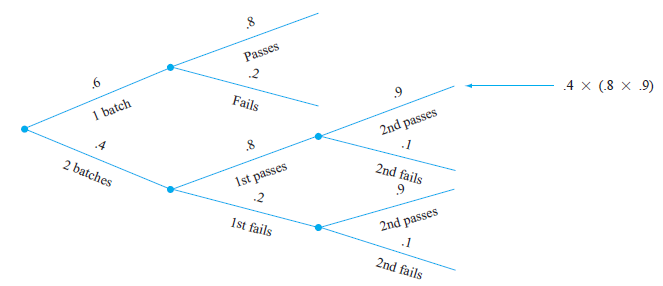 .8
Passes
.2
Fails
.6
1 batch
.4
2 batches
.8
1st passes
.2
1st fails
.9
2nd passes
.1
2nd fails
.9
2nd passes
.1
2nd fails
.4 × (.8 × .9)